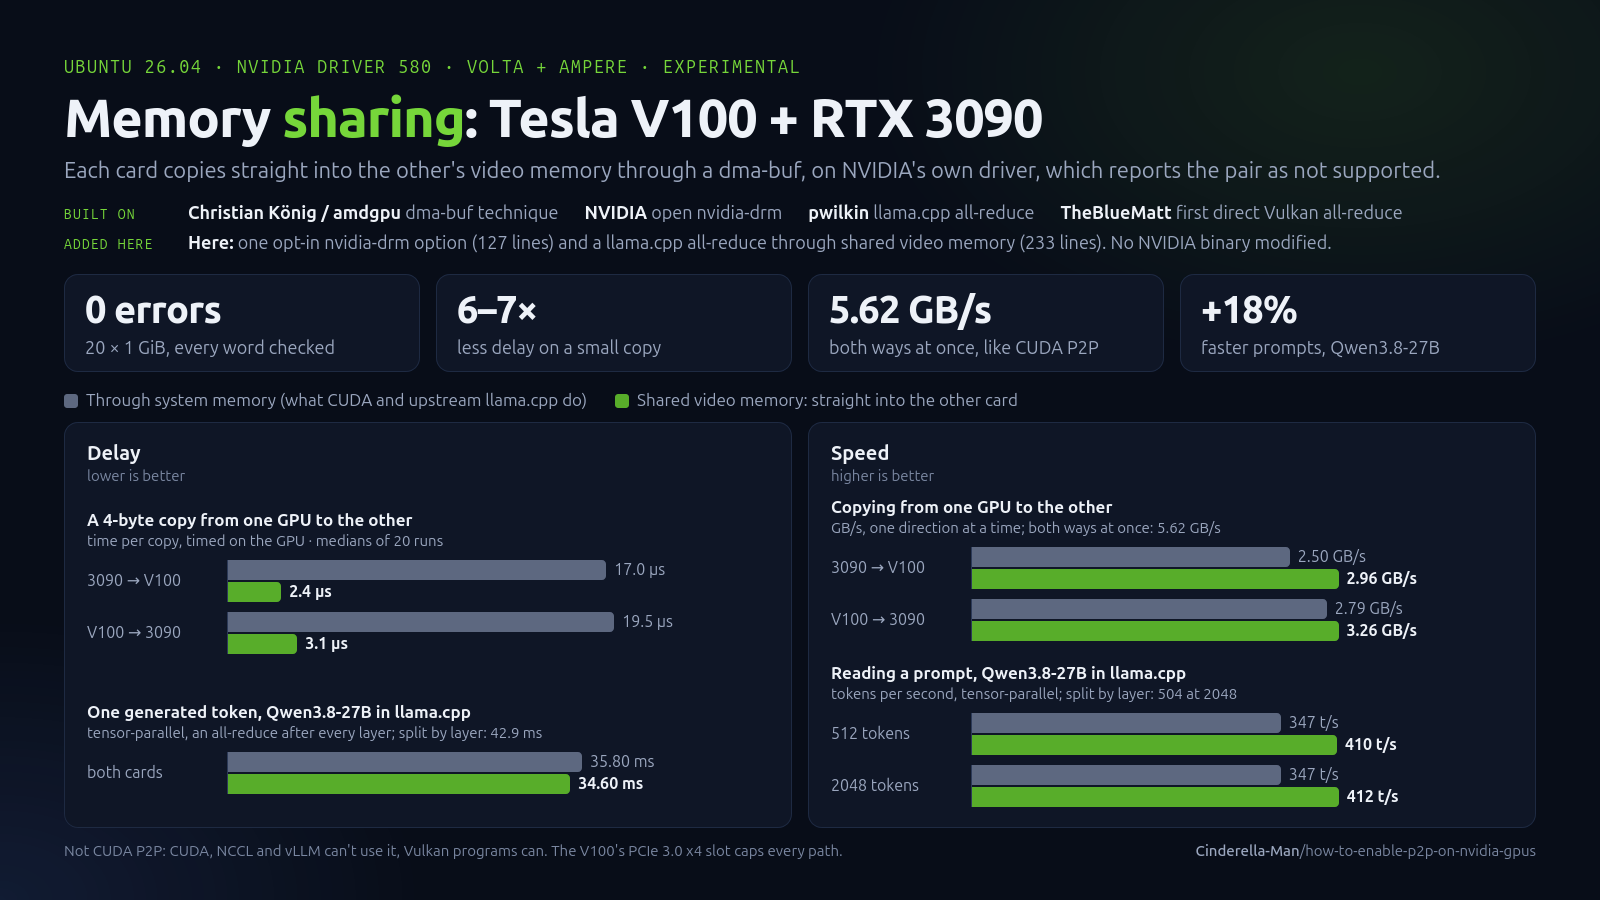 UBUNTU 26.04 · NVIDIA DRIVER 580 · VOLTA + AMPERE · EXPERIMENTAL
Memory sharing: Tesla V100 + RTX 3090
Each card copies straight into the other's video memory through a dma-buf, on NVIDIA's own driver, which reports the pair as not supported.
BUILT ON Christian König / amdgpu dma-buf technique NVIDIA open nvidia-drm pwilkin llama.cpp all-reduce TheBlueMatt first direct Vulkan all-reduce
ADDED HERE Here: one opt-in nvidia-drm option (127 lines) and a llama.cpp all-reduce through shared video memory (233 lines). No NVIDIA binary modified.
0 errors
20 × 1 GiB, every word checked
6–7×
less delay on a small copy
5.62 GB/s
both ways at once, like CUDA P2P
+18%
faster prompts, Qwen3.8-27B
Through system memory (what CUDA and upstream llama.cpp do) Shared video memory: straight into the other card
Delay
lower is better
A 4-byte copy from one GPU to the other
time per copy, timed on the GPU · medians of 20 runs
3090 → V100
17.0 µs
2.4 µs
V100 → 3090
19.5 µs
3.1 µs
One generated token, Qwen3.8-27B in llama.cpp
tensor-parallel, an all-reduce after every layer; split by layer: 42.9 ms
both cards
35.80 ms
34.60 ms
Speed
higher is better
Copying from one GPU to the other
GB/s, one direction at a time; both ways at once: 5.62 GB/s
3090 → V100
2.50 GB/s
2.96 GB/s
V100 → 3090
2.79 GB/s
3.26 GB/s
Reading a prompt, Qwen3.8-27B in llama.cpp
tokens per second, tensor-parallel; split by layer: 504 at 2048
512 tokens
347 t/s
410 t/s
2048 tokens
347 t/s
412 t/s
Not CUDA P2P: CUDA, NCCL and vLLM can't use it, Vulkan programs can. The V100's PCIe 3.0 x4 slot caps every path.
Cinderella-Man/how-to-enable-p2p-on-nvidia-gpus